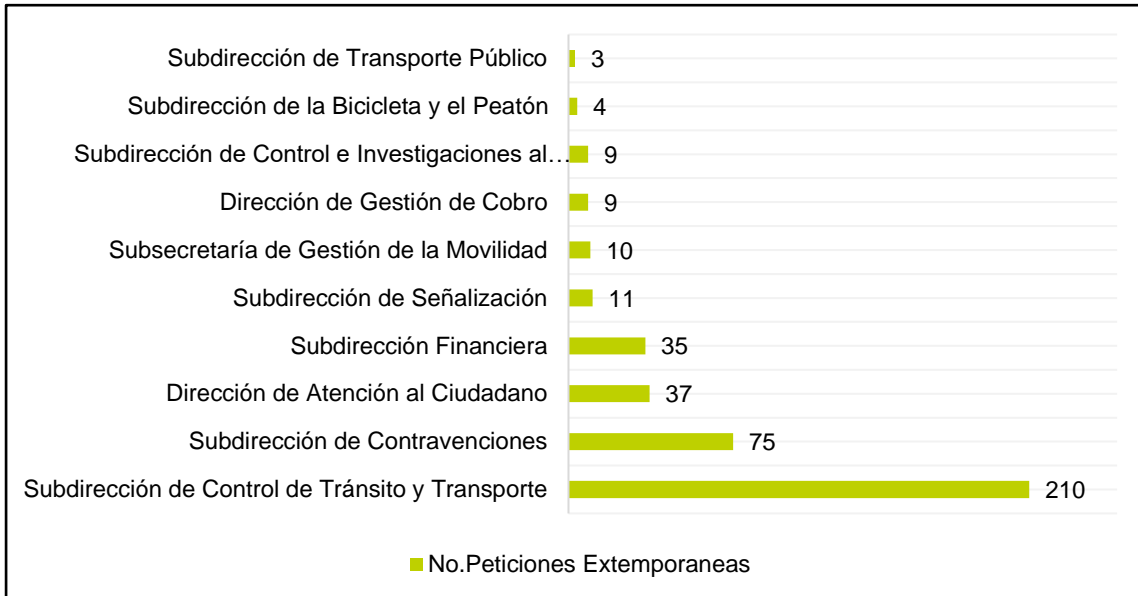 Subdirección de Transporte Público 3
Subdirección de la Bicicleta y el Peatón 4
Subdirección de Control e Investigaciones al… 9
Dirección de Gestión de Cobro 9
Subsecretaría de Gestión de la Movilidad 10
Subdirección de Señalización 11
Subdirección Financiera 35
Dirección de Atención al Ciudadano 37
Subdirección de Contravenciones 75
Subdirección de Control de Tránsito y Transporte 210
No.Peticiones Extemporaneas